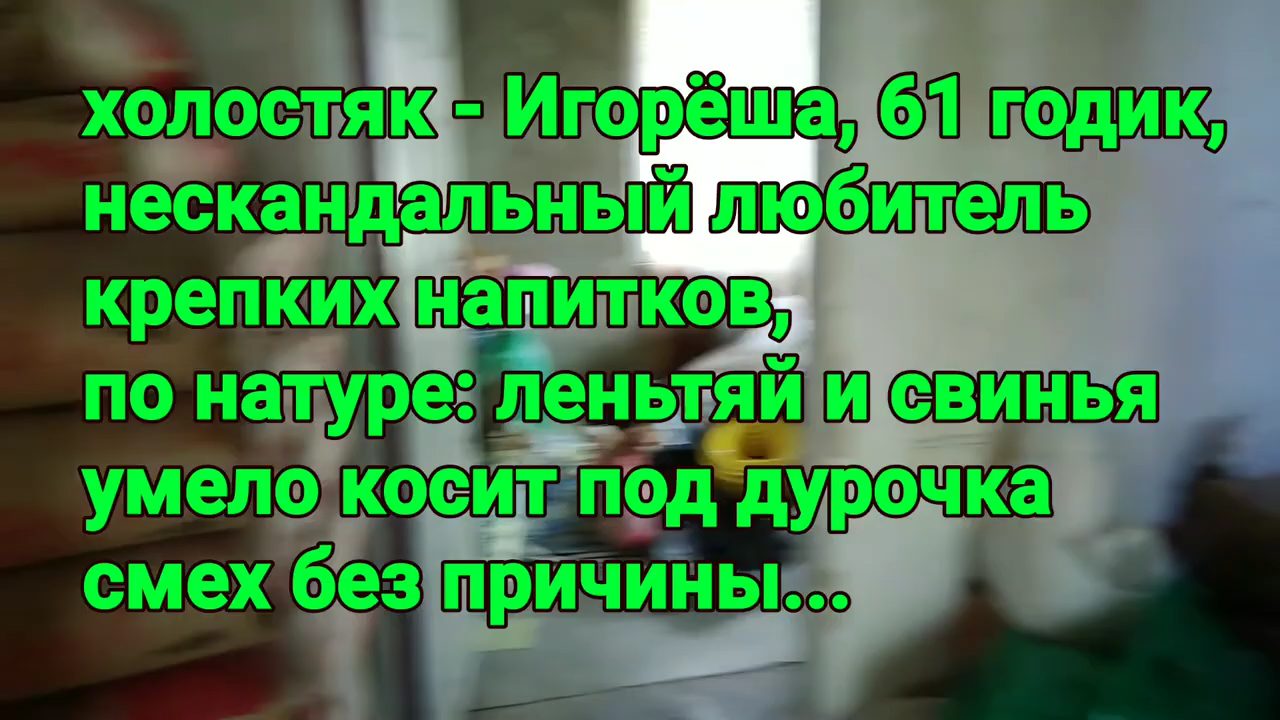 холостяк - Игорёша, 61 годик,
нескандальный любитель
крепких напитков,
по натуре: леньтяй и свинья
умело косит под дурочка
смех без причины...